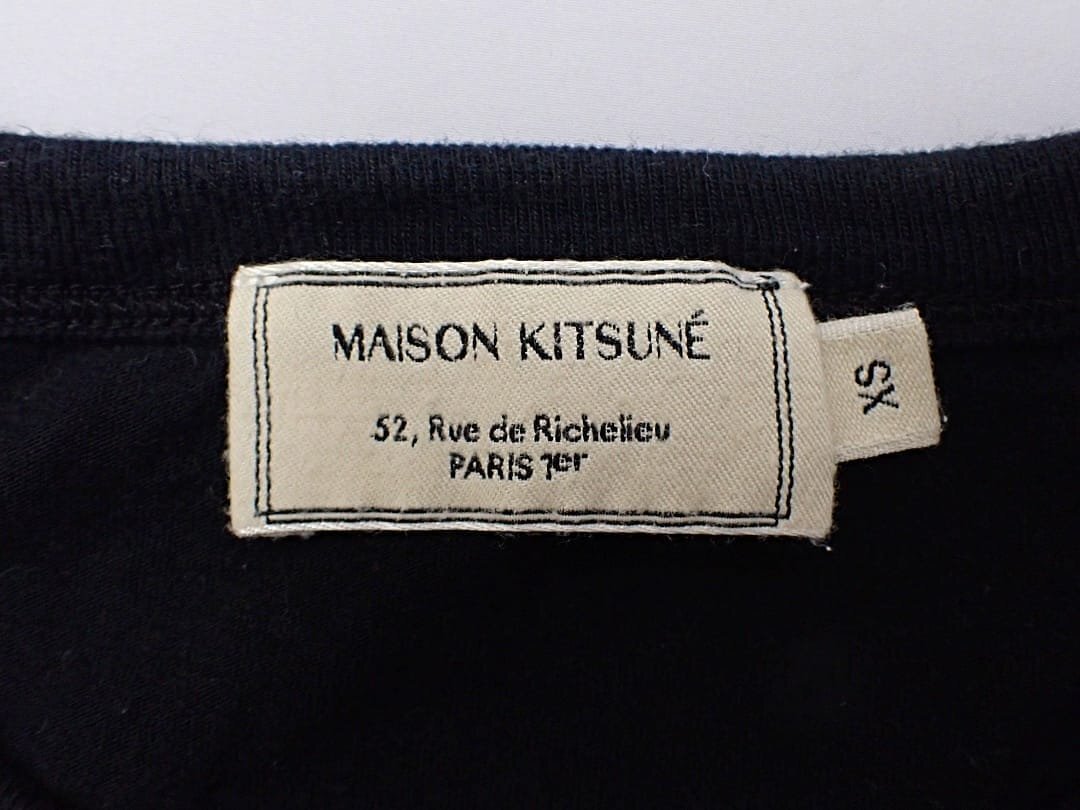 MAISON KITSUNÉ
52, Rue de Richelieu
PARIS 1er
XS